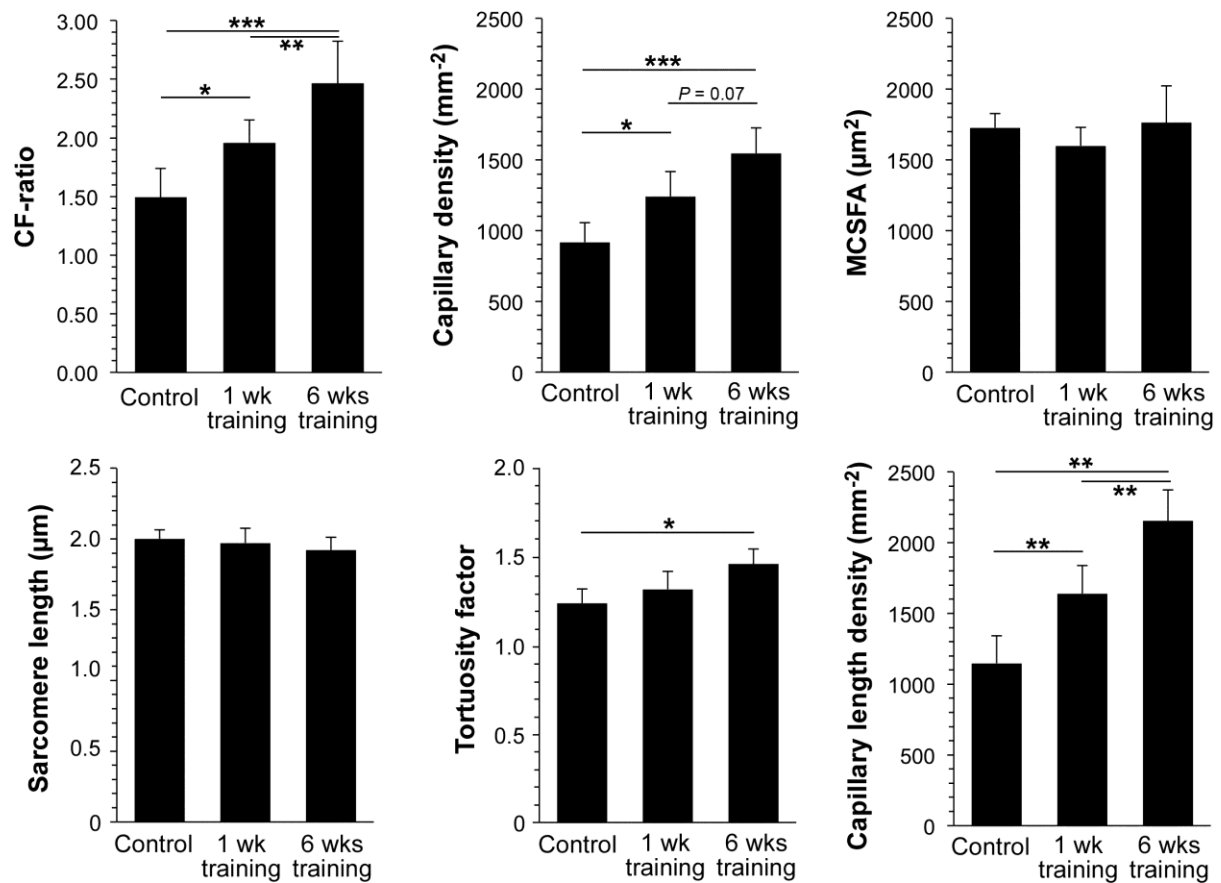 CF-ratio
3.00
2.50
2.00
1.50
1.00
0.50
0.00
***
**
*
Control
1 wk
training
6 wks
training
Capillary density (mm-2)
2500
2000
1500
1000
500
0
***
P = 0.07
*
Control
1 wk
training
6 wks
training
MCSFA (µm2)
2500
2000
1500
1000
500
0
Control
1 wk
training
6 wks
training
Sarcomere length (µm)
2.5
2.0
1.5
1.0
0.5
0
Control
1 wk
training
6 wks
training
Tortuosity factor
2.0
1.5
1.0
0.5
0
*
Control
1 wk
training
6 wks
training
Capillary length density (mm-2)
2500
2000
1500
1000
500
0
**
**
**
Control
1 wk
training
6 wks
training